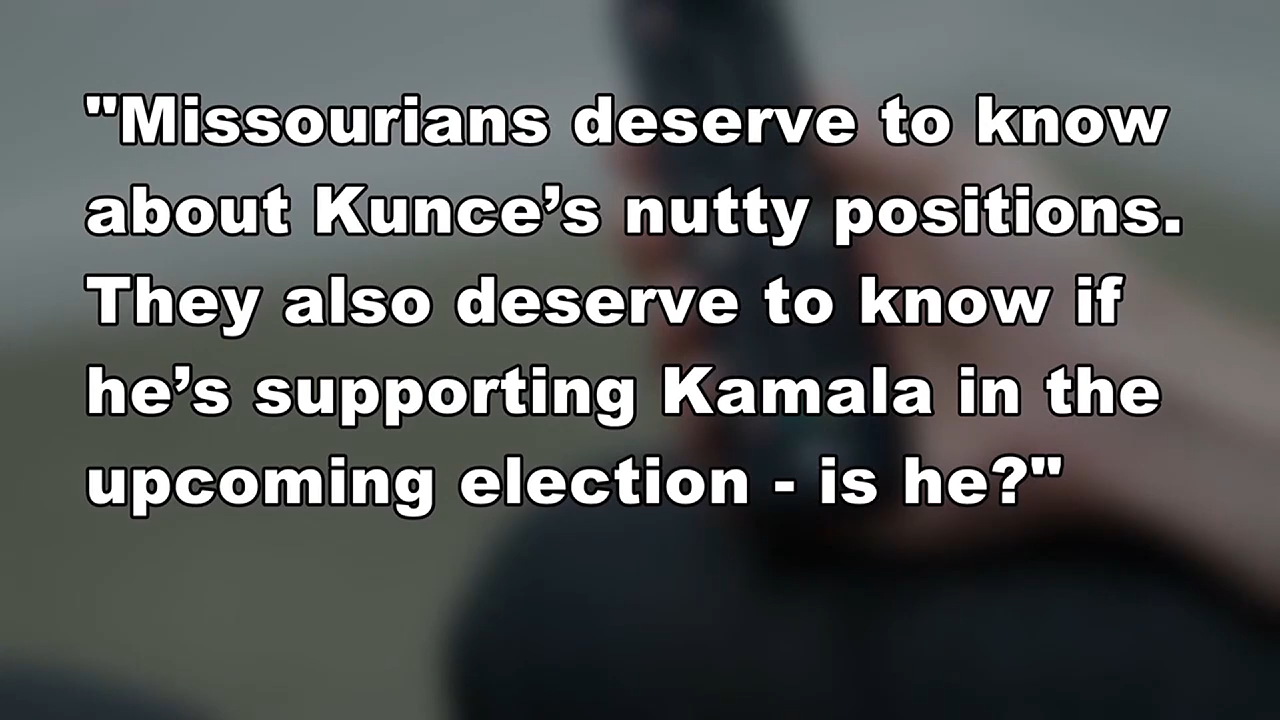 "Missourians deserve to know
about Kunce’s nutty positions.
They also deserve to know if
he’s supporting Kamala in the
upcoming election - is he?"